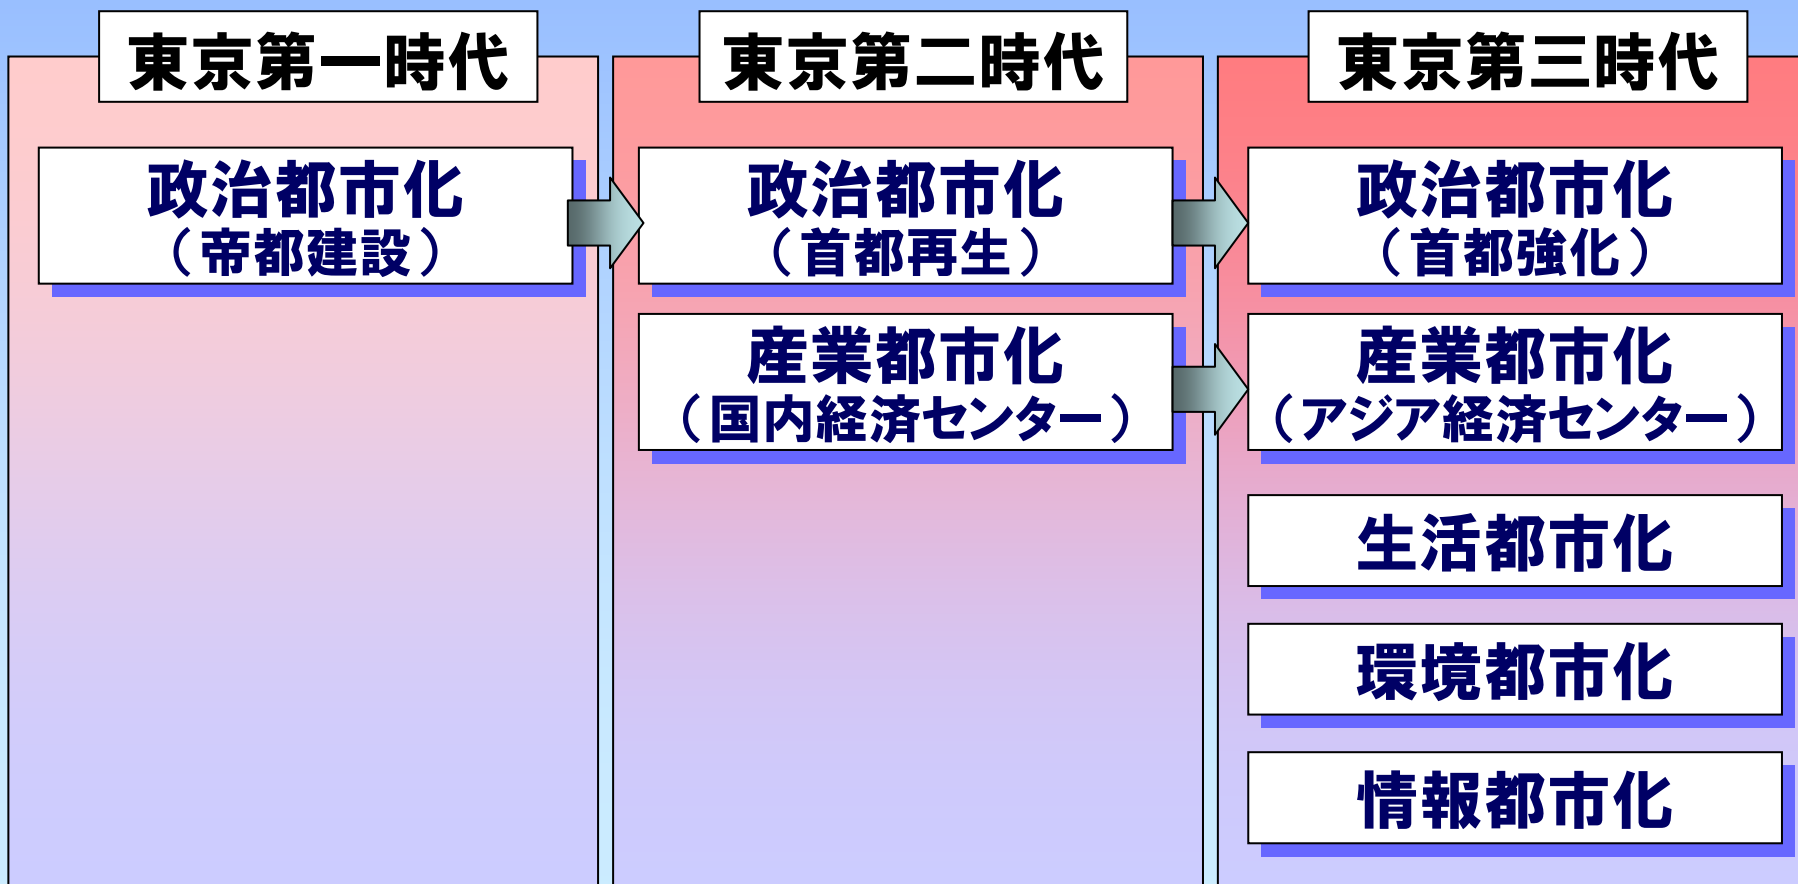 東京第一時代
政治都市化
（帝都建設）
東京第二時代
政治都市化
（首都再生）
産業都市化
（国内経済センター）
東京第三時代
政治都市化
（首都強化）
産業都市化
（アジア経済センター）
生活都市化
環境都市化
情報都市化